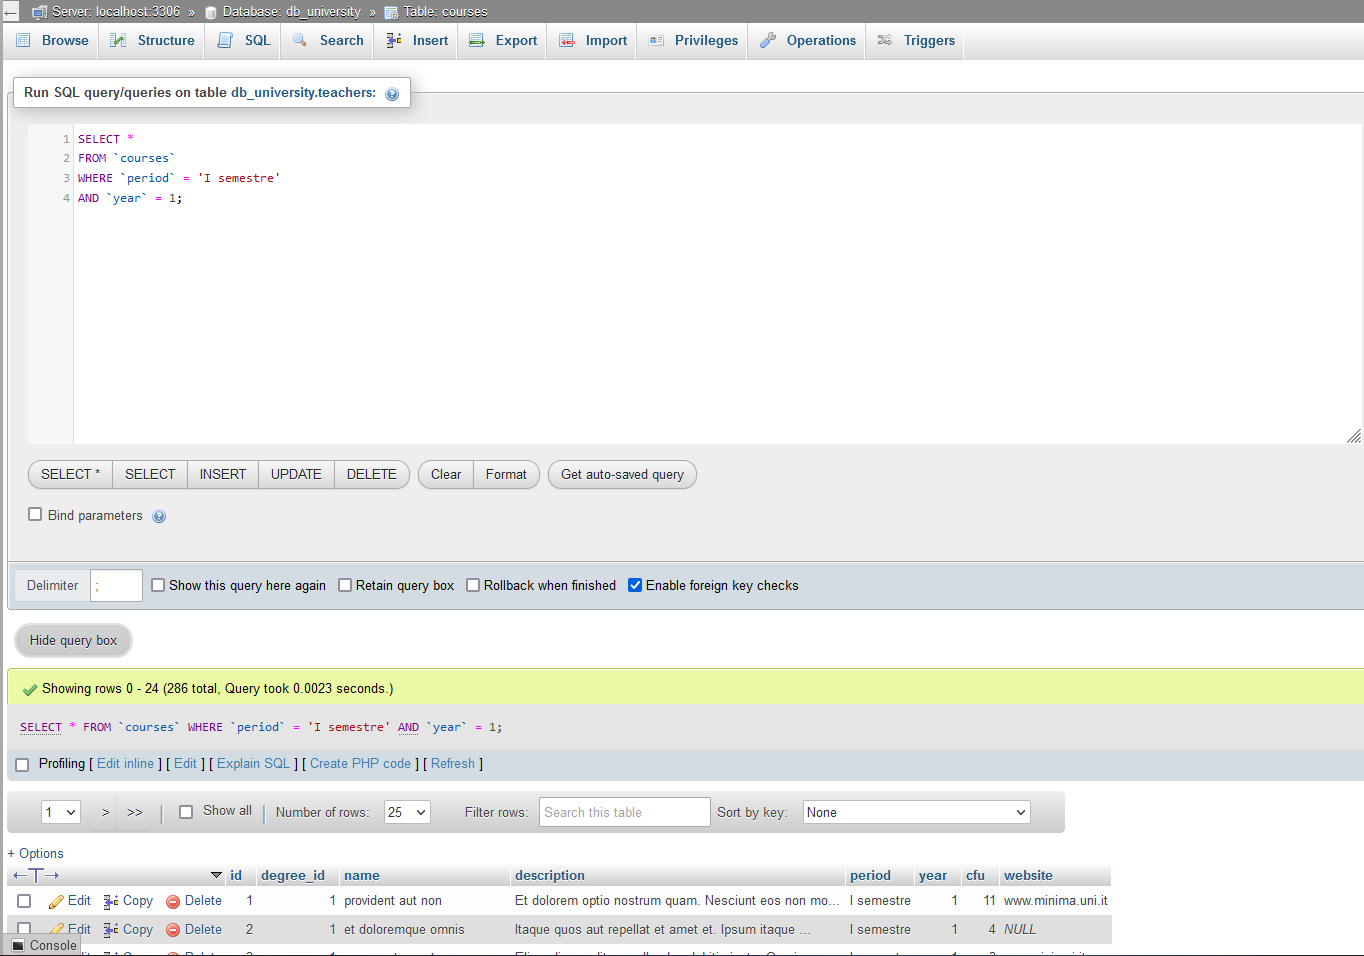 Server: localhost:3306 » Database: db_university » Table: courses
Browse Structure SQL Search Insert Export Import Privileges Operations Triggers
Run SQL query/queries on table db_university.teachers:
1 SELECT *
2 FROM `courses`
3 WHERE `period` = 'I semestre'
4 AND `year` = 1;
SELECT * SELECT INSERT UPDATE DELETE Clear Format Get auto-saved query
Bind parameters
Delimiter ; Show this query here again Retain query box Rollback when finished Enable foreign key checks
Hide query box
Showing rows 0 - 24 (286 total, Query took 0.0023 seconds.)
SELECT * FROM `courses` WHERE `period` = 'I semestre' AND `year` = 1;
Profiling [ Edit inline ] [ Edit ] [ Explain SQL ] [ Create PHP code ] [ Refresh ]
1 > >> | Show all | Number of rows: 25 Filter rows: Search this table Sort by key: None
+ Options
←T→ id degree_id name description period year cfu website
Edit Copy Delete 1 1 provident aut non Et dolorem optio nostrum quam. Nesciunt eos non mo... I semestre 1 11 www.minima.uni.it
Edit Copy Delete 2 1 et doloremque omnis Itaque quos aut repellat et amet et. Ipsum itaque ... I semestre 1 4 NULL
Console